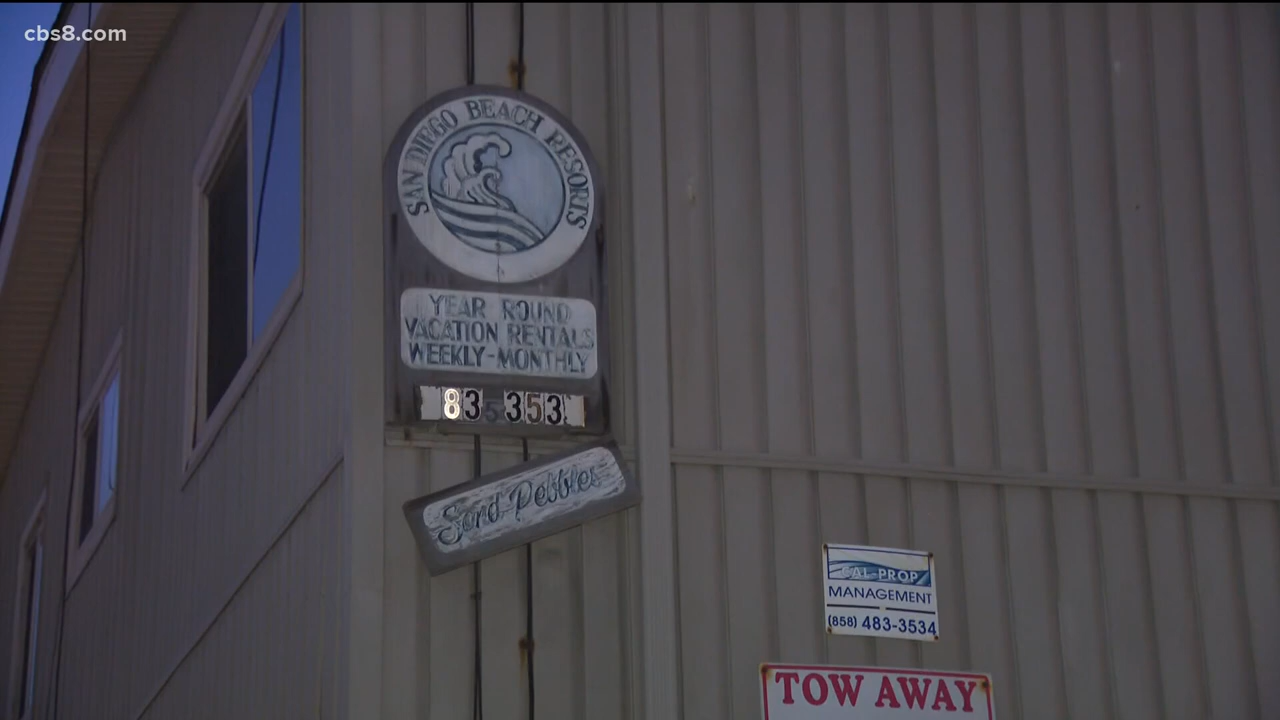 cbs8.com
SAN DIEGO BEACH RESORTS
YEAR ROUND
VACATION RENTALS
WEEKLY-MONTHLY
83 353
Sand Pebbles
CAL-PROP
MANAGEMENT
(858) 483-3534
TOW AWAY